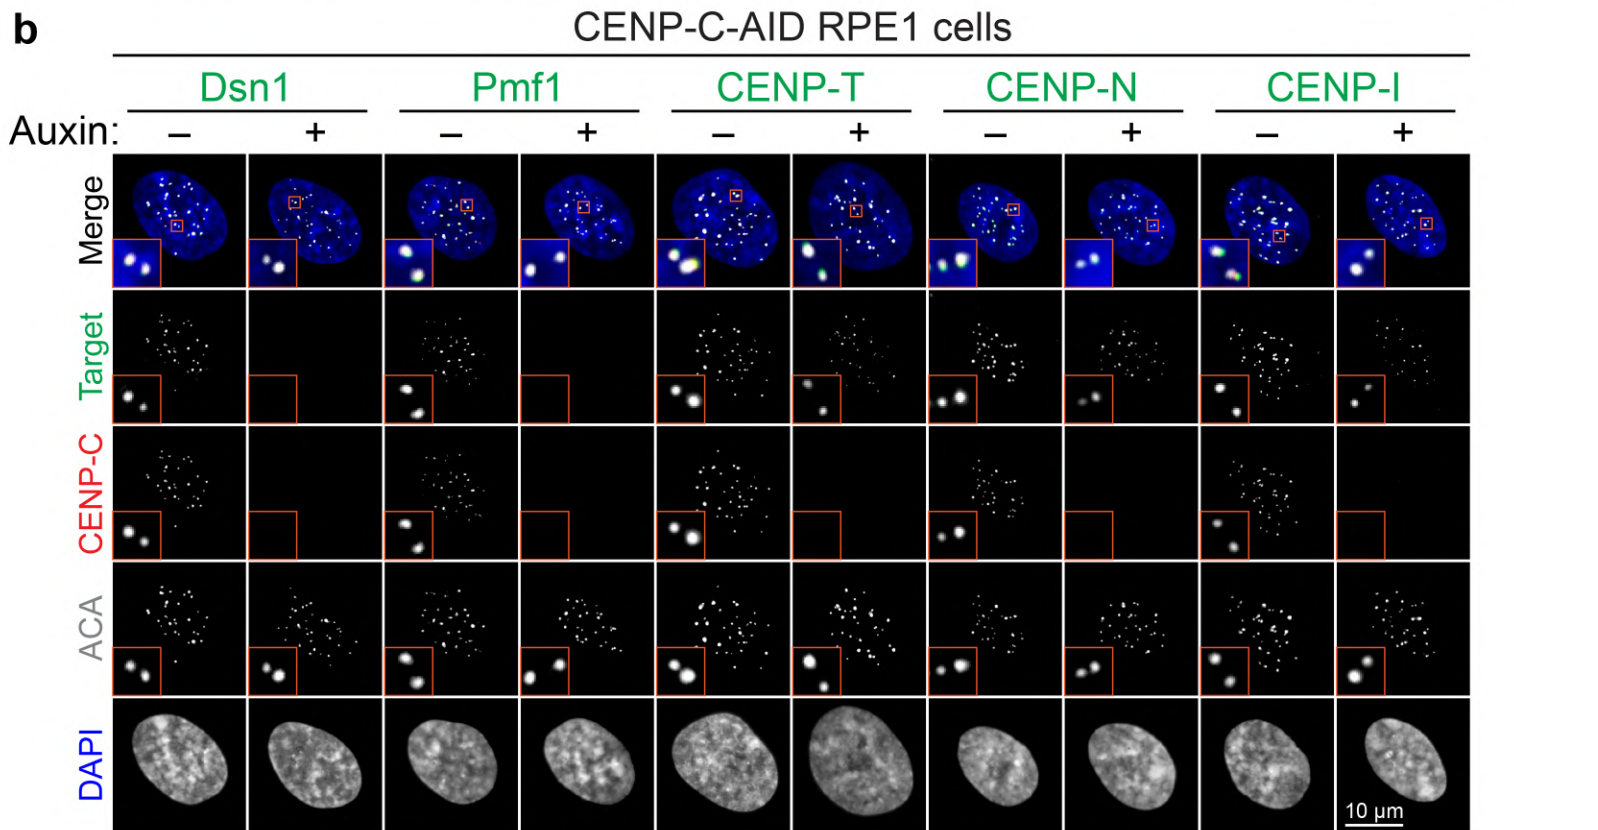 b
CENP-C-AID RPE1 cells
Dsn1 Pmf1 CENP-T CENP-N CENP-I
Auxin: – + – + – + – + – +
Merge
Target
CENP-C
ACA
DAPI
10 µm